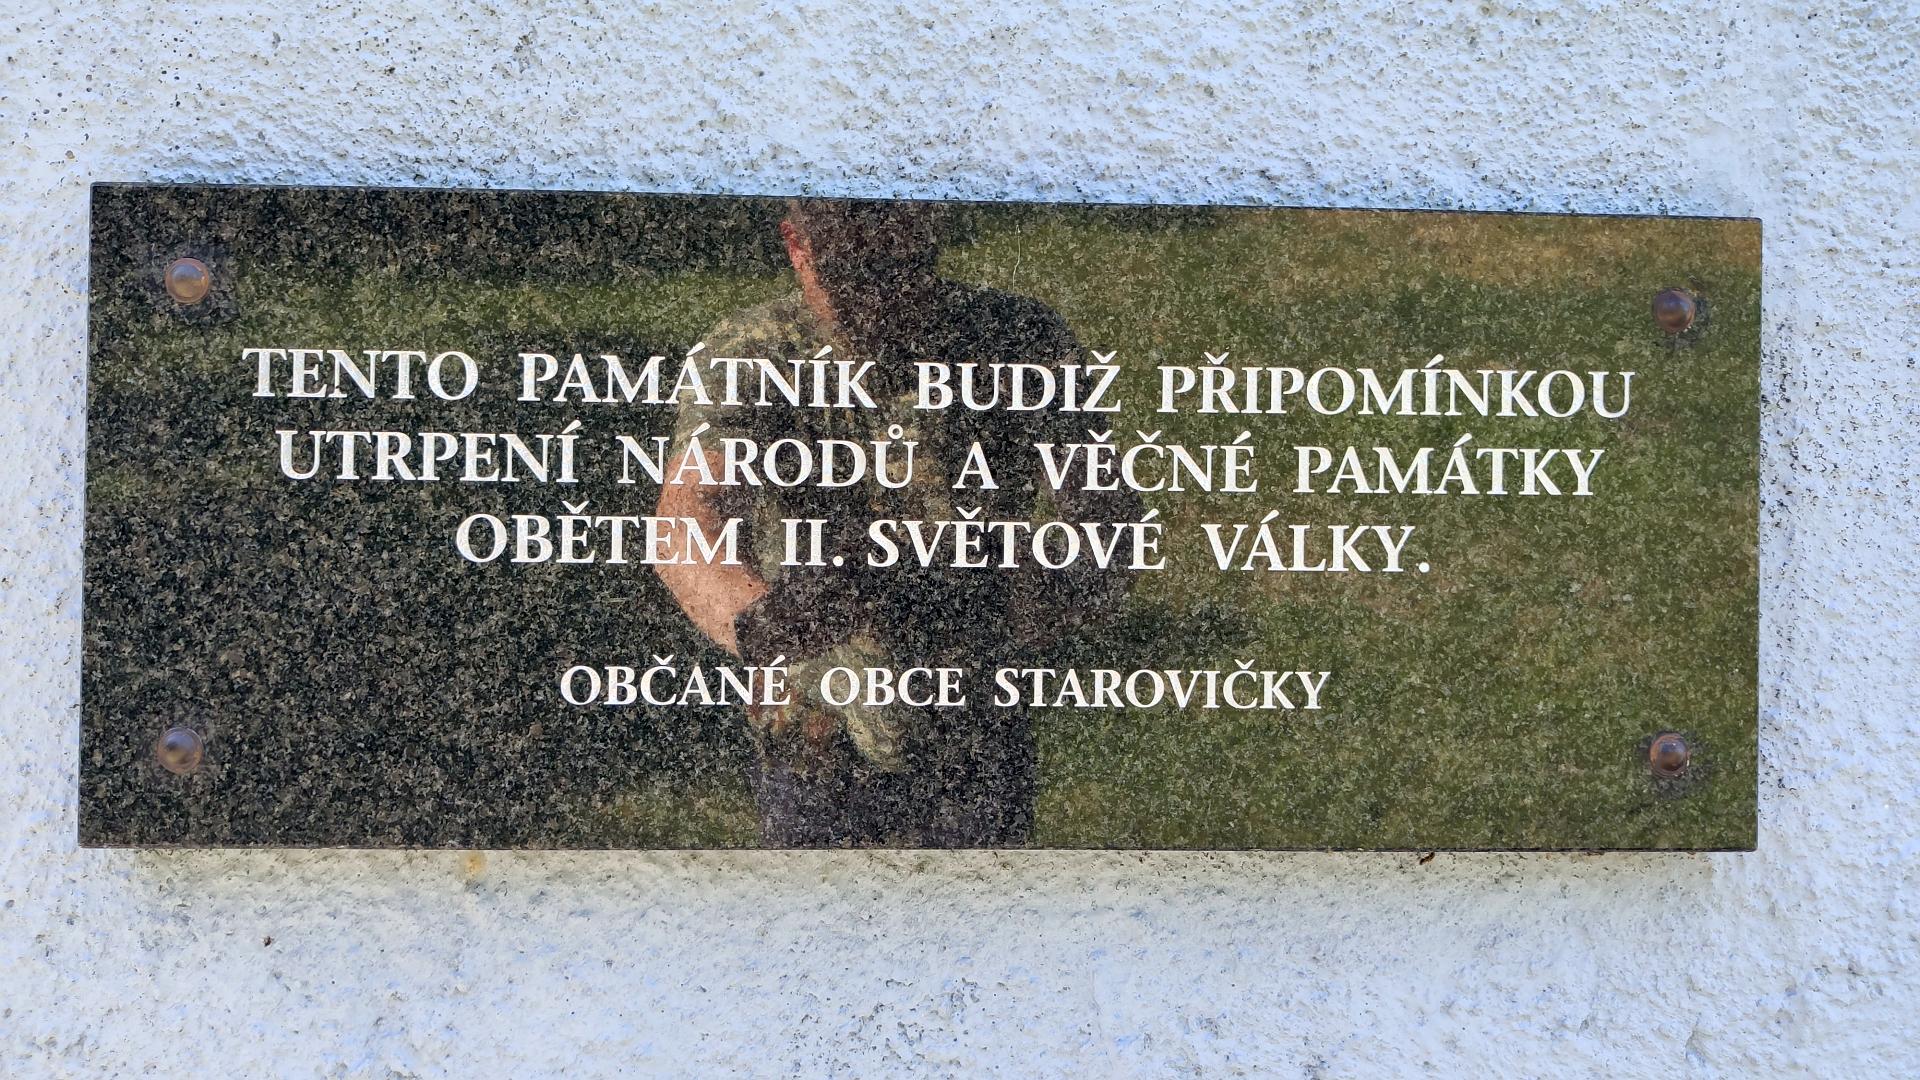 TENTO PAMÁTNÍK BUDIŽ PŘIPOMÍNKOU
UTRPENÍ NÁRODŮ A VĚČNÉ PAMÁTKY
OBĚTEM II. SVĚTOVÉ VÁLKY.
OBČANÉ OBCE STAROVIČKY